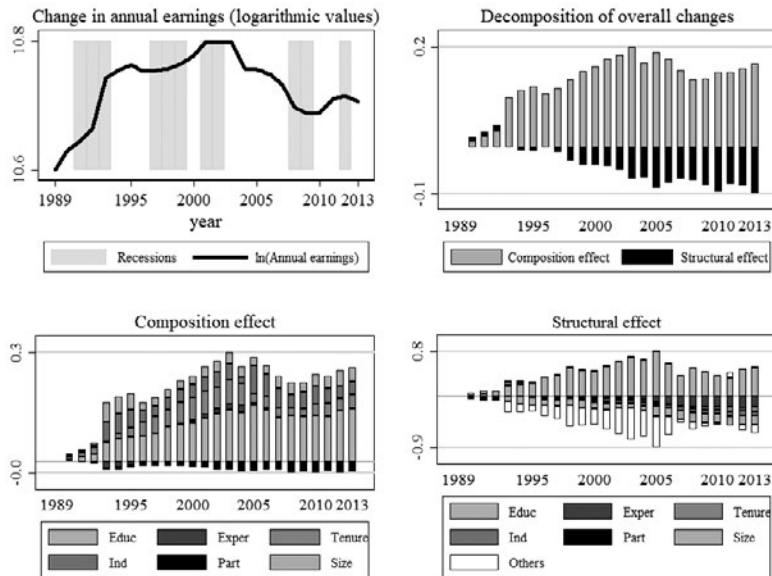 Change in annual earnings (logarithmic values)
10.8
10.6
1989 1995 2000 2005 2010 2013
year
Recessions ln(Annual earnings)
Decomposition of overall changes
0.2
-0.1
1989 1995 2000 2005 2010 2013
Composition effect Structural effect
Composition effect
0.3
-0.0
1989 1995 2000 2005 2010 2013
Educ Exper Tenure
Ind Part Size
Structural effect
0.8
-0.9
1989 1995 2000 2005 2010 2013
Educ Exper Tenure
Ind Part Size
Others